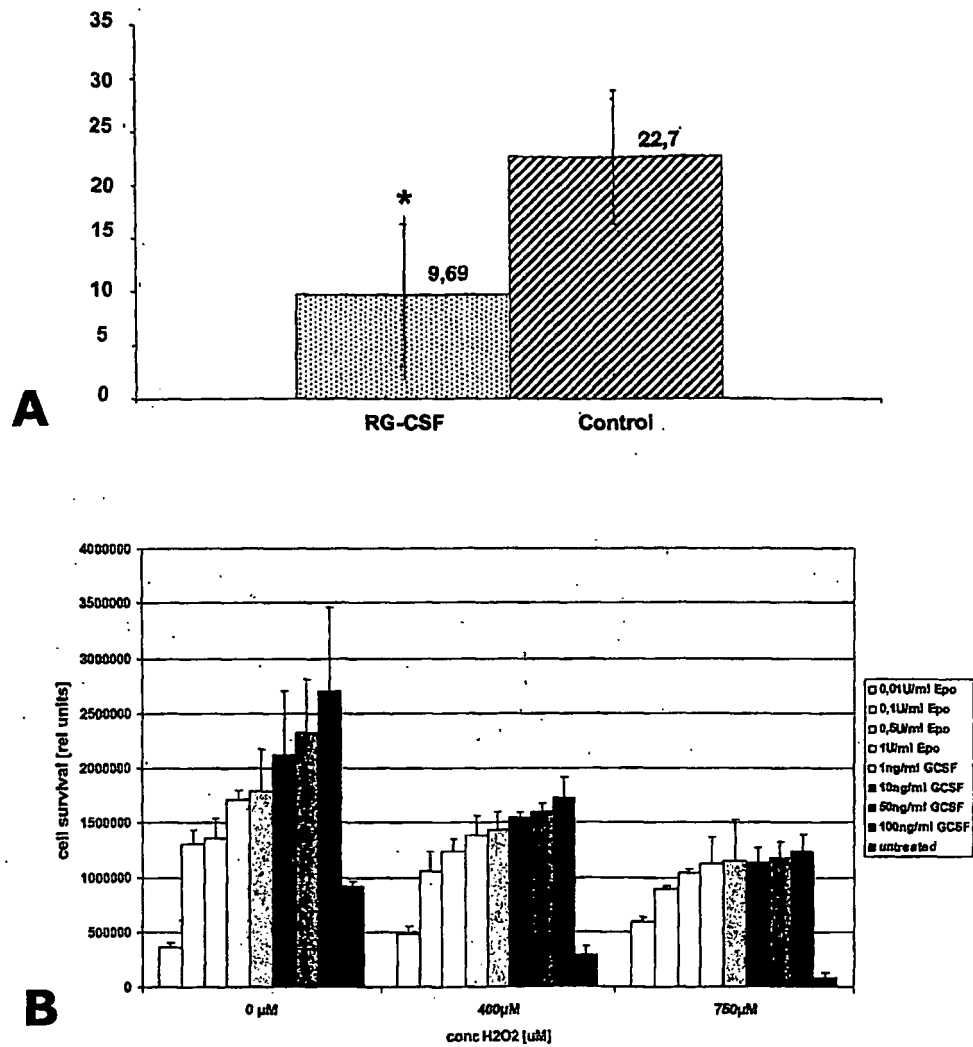 35
30
25
20
15
10
5
0
*
9,69
22,7
RG-CSF
Control
A
4000000
3500000
3000000
2500000
2000000
1500000
1000000
500000
0
cell survival [rel units]
0 µM
400µM
750µM
conc H2O2 [uM]
0,01U/ml Epo
0,1U/ml Epo
0,5U/ml Epo
1U/ml Epo
1ng/ml GCSF
10ng/ml GCSF
50ng/ml GCSF
100ng/ml GCSF
untreated
B